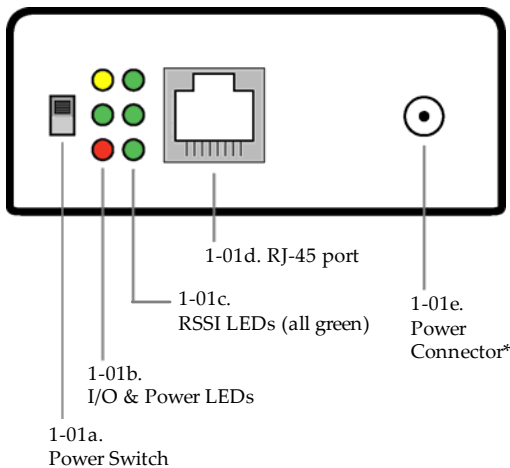 1-01d. RJ-45 port
1-01c.
RSSI LEDs (all green)
1-01e.
Power
Connector*
1-01b.
I/O & Power LEDs
1-01a.
Power Switch